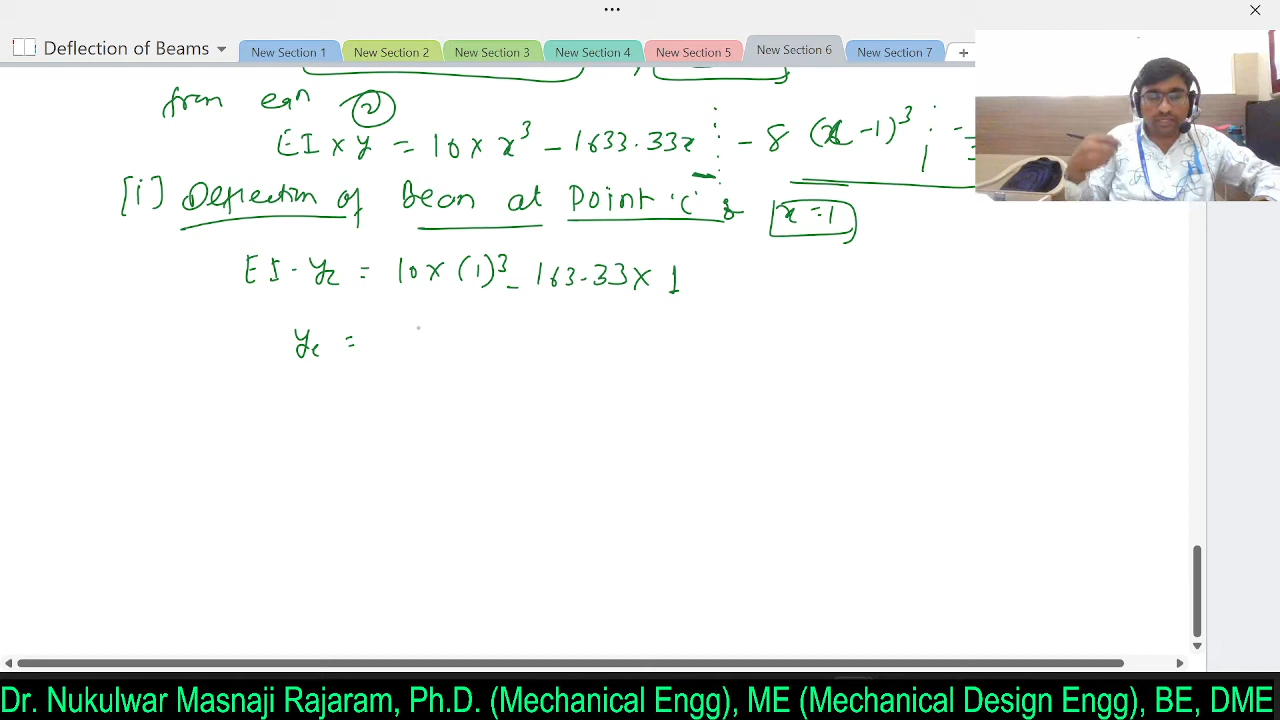 Deflection of Beams
New Section 1 New Section 2 New Section 3 New Section 4 New Section 5 New Section 6 New Section 7 +
from eqn (2)
EI × y = 10 × x³ - 1633.33x ⋮ - 8 (x - 1)³ ⋮
[i] Deflection of Beam at Point 'C' x = 1
EI · yc = 10 × (1)³ - 163.33 × 1
yc =
Dr. Nukulwar Masnaji Rajaram, Ph.D. (Mechanical Engg), ME (Mechanical Design Engg), BE, DME